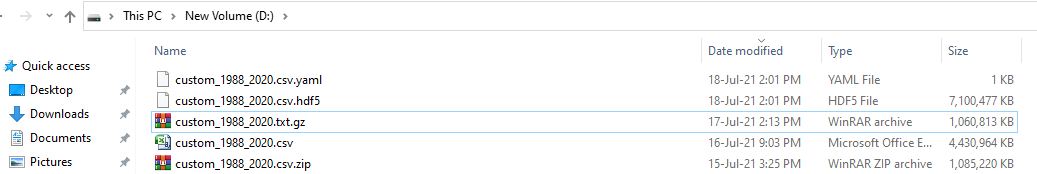 This PC > New Volume (D:) >
Name Date modified Type Size
Quick access
Desktop
Downloads
Documents
Pictures
custom_1988_2020.csv.yaml 18-Jul-21 2:01 PM YAML File 1 KB
custom_1988_2020.csv.hdf5 18-Jul-21 2:01 PM HDF5 File 7,100,477 KB
custom_1988_2020.txt.gz 17-Jul-21 2:13 PM WinRAR archive 1,060,813 KB
custom_1988_2020.csv 16-Jul-21 9:03 PM Microsoft Office E... 4,430,964 KB
custom_1988_2020.csv.zip 15-Jul-21 3:25 PM WinRAR ZIP archive 1,085,220 KB